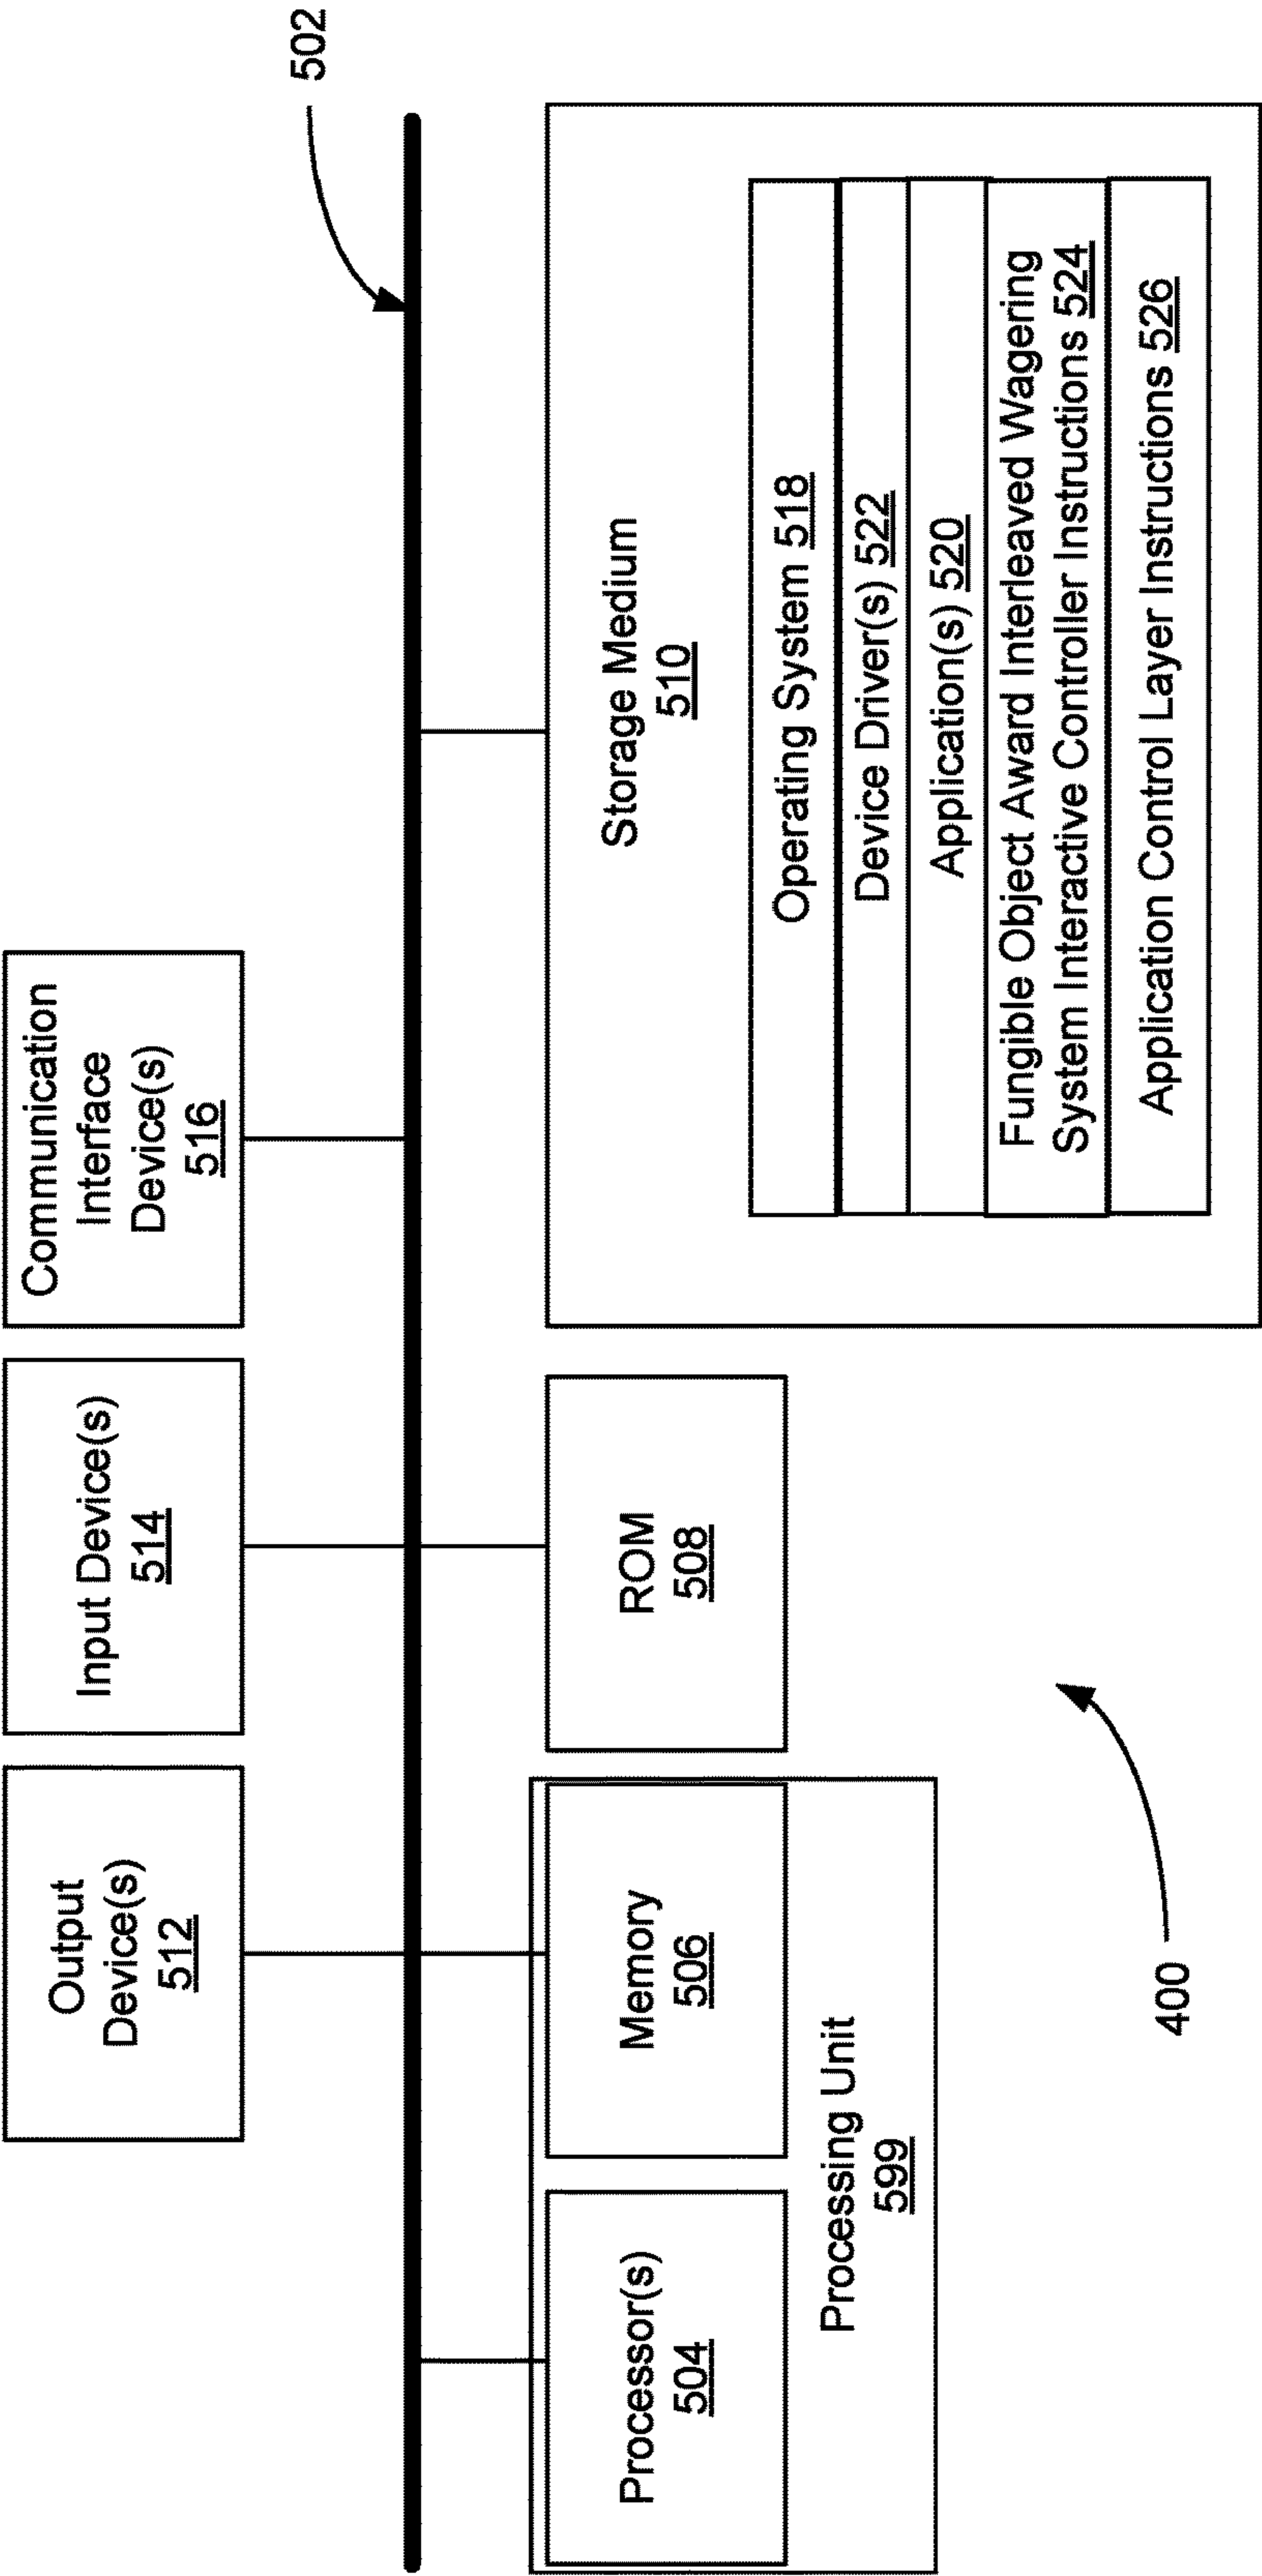 Output
Device(s)
512
Input Device(s)
514
Communication
Interface
Device(s)
516
502
Processor(s)
504
Memory
506
Processing Unit
599
ROM
508
Storage Medium
510
Operating System 518
Device Driver(s) 522
Application(s) 520
Fungible Object Award Interleaved Wagering
System Interactive Controller Instructions 524
Application Control Layer Instructions 526
400